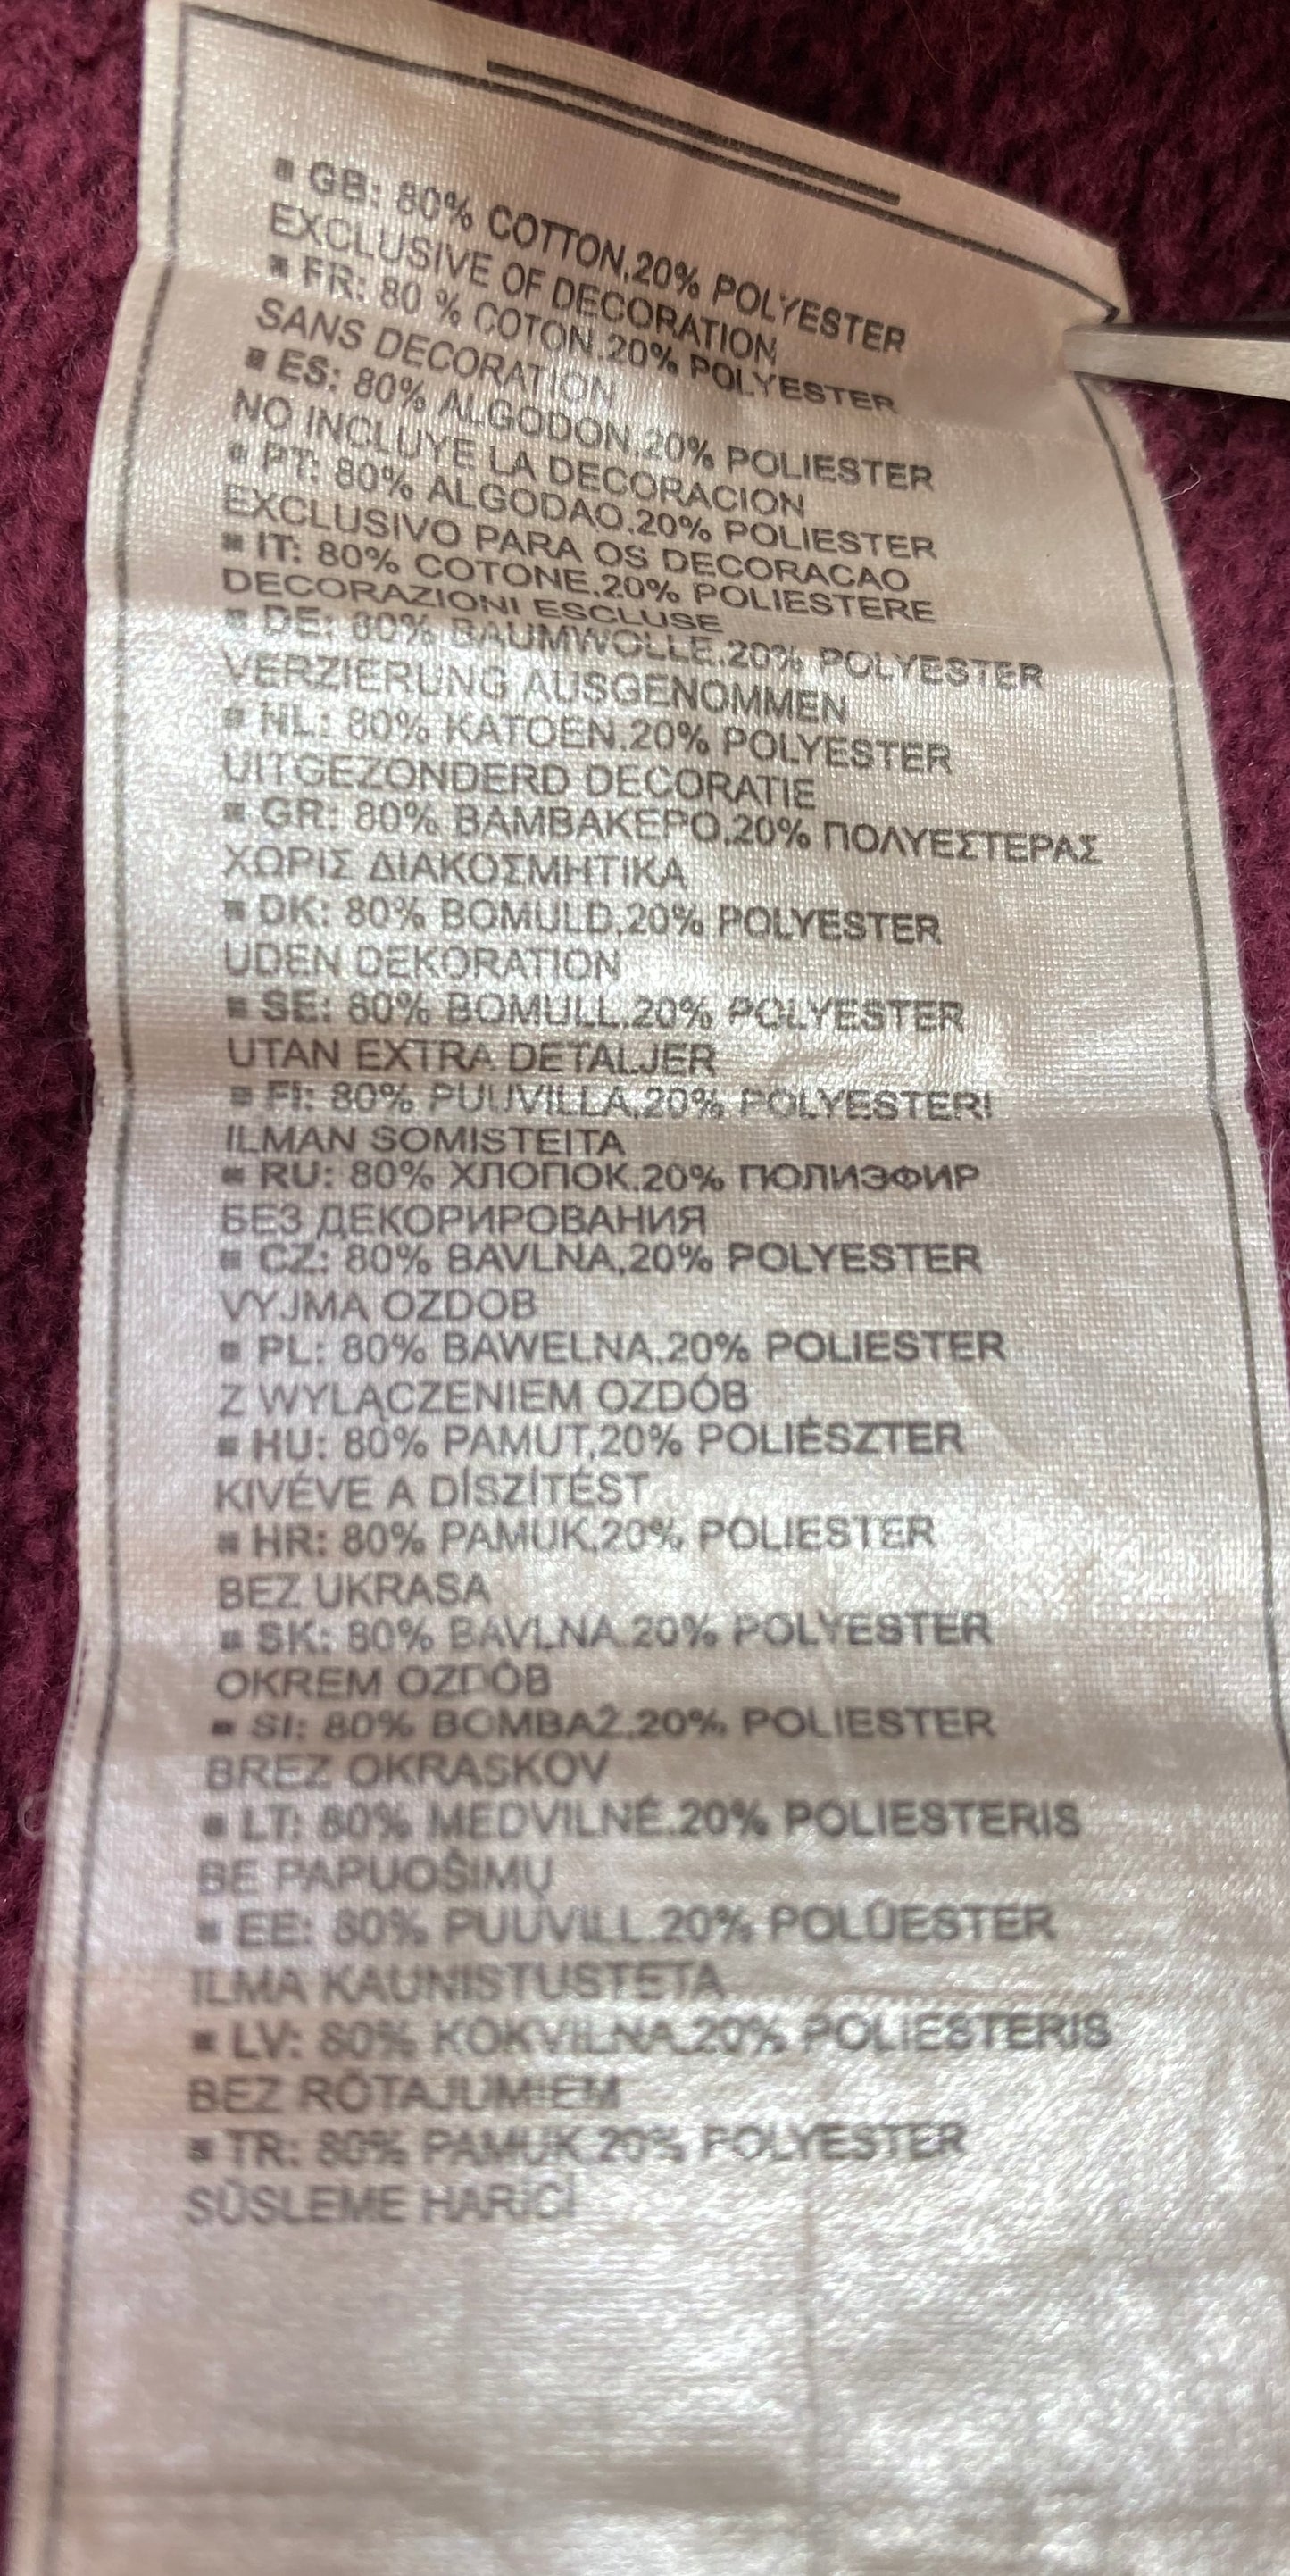 ■ GB: 80% COTTON.20% POLYESTER
EXCLUSIVE OF DECORATION
■ FR: 80 % COTON.20% POLYESTER
SANS DECORATION
■ ES: 80% ALGODON.20% POLIESTER
NO INCLUYE LA DECORACION
■ PT: 80% ALGODAO.20% POLIESTER
EXCLUSIVO PARA OS DECORACAO
■ IT: 80% COTONE.20% POLIESTERE
DECORAZIONI ESCLUSE
■ DE: 80% BAUMWOLLE.20% POLYESTER
VERZIERUNG AUSGENOMMEN
■ NL: 80% KATOEN.20% POLYESTER
UITGEZONDERD DECORATIE
■ GR: 80% ΒΑΜΒΑΚΕΡΟ.20% ΠΟΛΥΕΣΤΕΡΑΣ
ΧΩΡΙΣ ΔΙΑΚΟΣΜΗΤΙΚΑ
■ DK: 80% BOMULD.20% POLYESTER
UDEN DEKORATION
■ SE: 80% BOMULL.20% POLYESTER
UTAN EXTRA DETALJER
■ FI: 80% PUUVILLA.20% POLYESTERI
ILMAN SOMISTEITA
■ RU: 80% ХЛОПОК.20% ПОЛИЭФИР
БЕЗ ДЕКОРИРОВАНИЯ
■ CZ: 80% BAVLNA.20% POLYESTER
VYJMA OZDOB
■ PL: 80% BAWELNA.20% POLIESTER
Z WYLĄCZENIEM OZDÓB
■ HU: 80% PAMUT.20% POLIÉSZTER
KIVÉVE A DÍSZÍTÉST
■ HR: 80% PAMUK.20% POLIESTER
BEZ UKRASA
■ SK: 80% BAVLNA.20% POLYESTER
OKREM OZDÔB
■ SI: 80% BOMBAŽ.20% POLIESTER
BREZ OKRASKOV
■ LT: 80% MEDVILNĖ.20% POLIESTERIS
BE PAPUOŠIMŲ
■ EE: 80% PUUVILL.20% POLÜESTER
ILMA KAUNISTUSTETA
■ LV: 80% KOKVILNA.20% POLIESTERIS
BEZ ROTAJUMIEM
■ TR: 80% PAMUK 20% POLYESTER
SÜSLEME HARİCİ